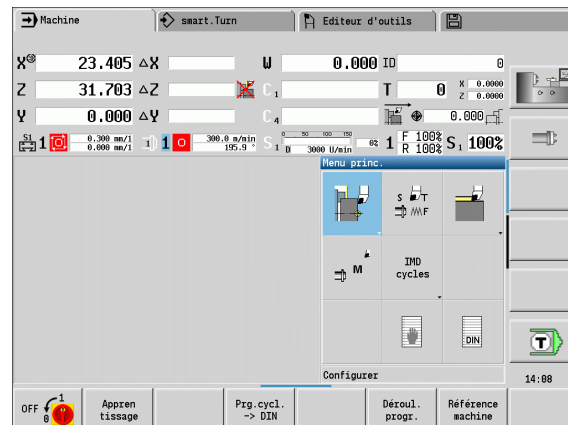 Machine smart.Turn Editeur d'outils
X 23.405 △X W 0.000 ID 0
Z 31.703 △Z C1 T 0 X 0.0000
Z 0.0000
Y 0.000 △Y C4 0.000
S1 1 0.300 mm/1 1 1 300.0 m/min S1 0 50 100 150 0% 1 F 100% S1 100%
0.000 mm/1 195.9 ° D 3000 U/min R 100%
Menu princ.
S T
M F
M
IMD
cycles
DIN
Configurer
T
14:08
OFF 1 0
Appren
tissage
Prg.cycl.
-> DIN
Déroul.
progr.
Référence
machine